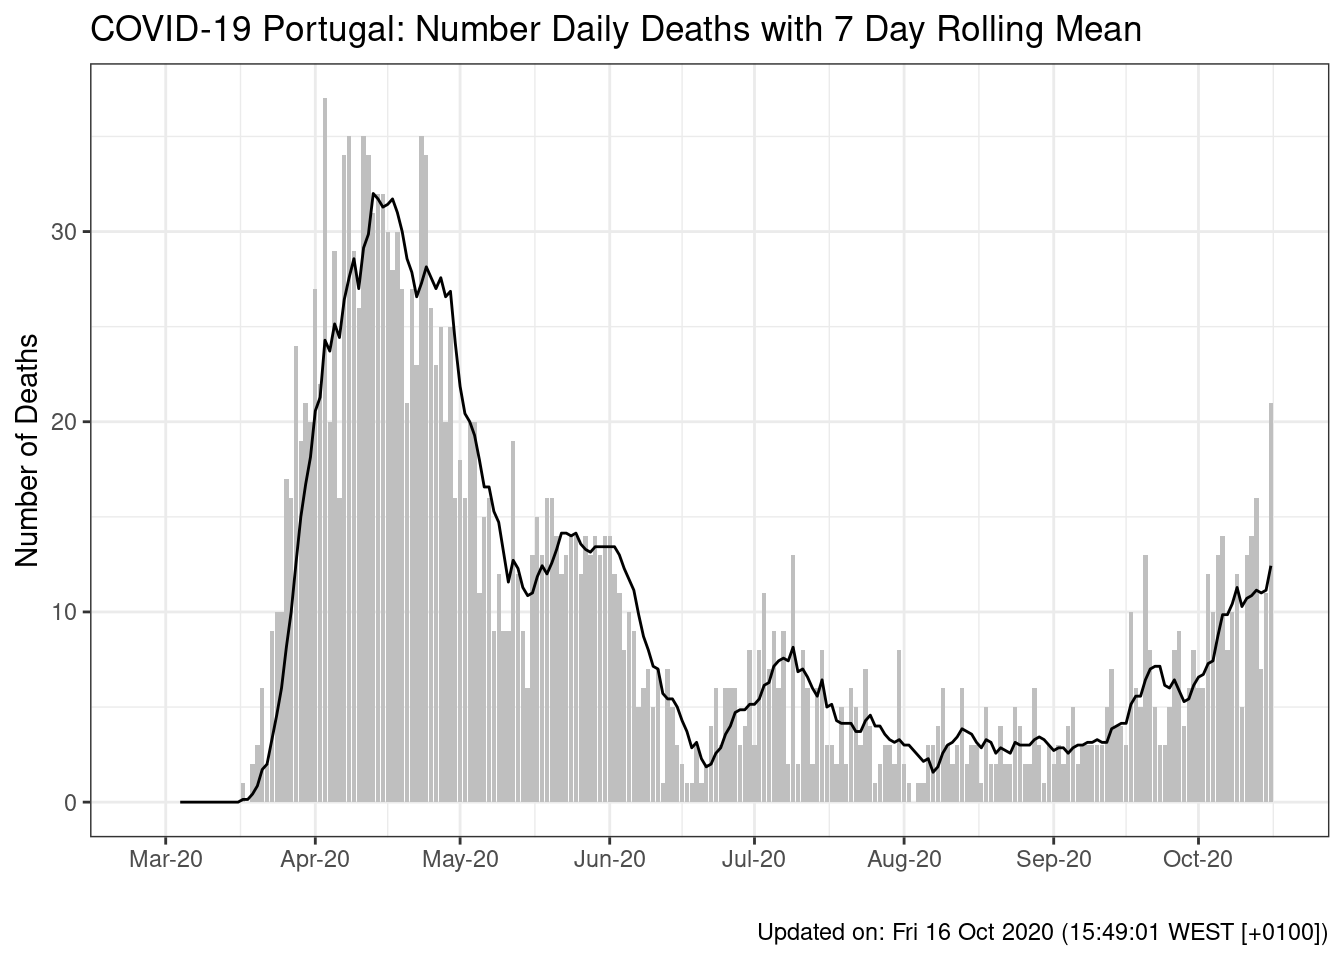 COVID-19 Portugal: Number Daily Deaths with 7 Day Rolling Mean
Number of Deaths
30
20
10
0
Mar-20 Apr-20 May-20 Jun-20 Jul-20 Aug-20 Sep-20 Oct-20
Updated on: Fri 16 Oct 2020 (15:49:01 WEST [+0100])